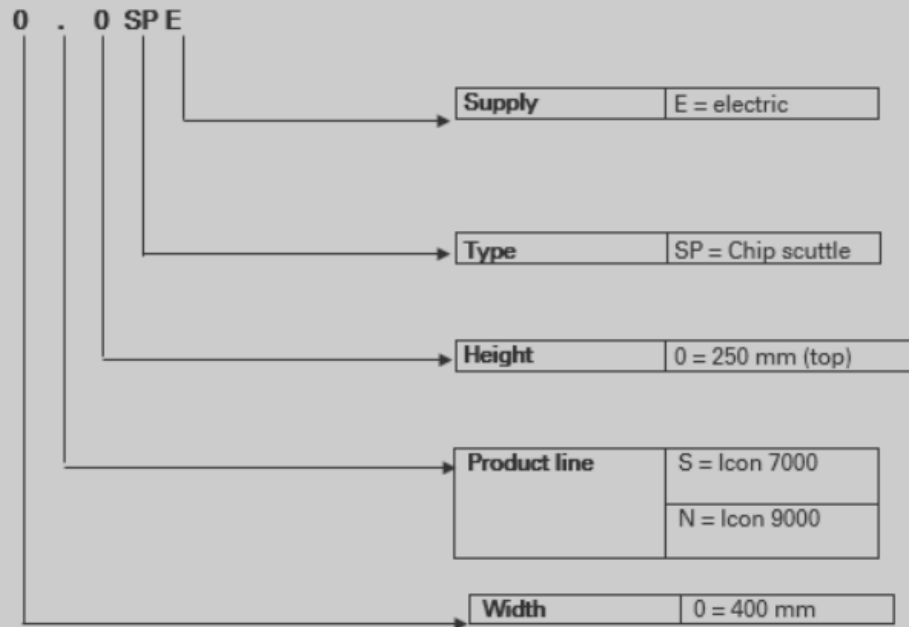 0 . 0 SP E
Supply E = electric
Type SP = Chip scuttle
Height 0 = 250 mm (top)
Product line S = Icon 7000
N = Icon 9000
Width 0 = 400 mm